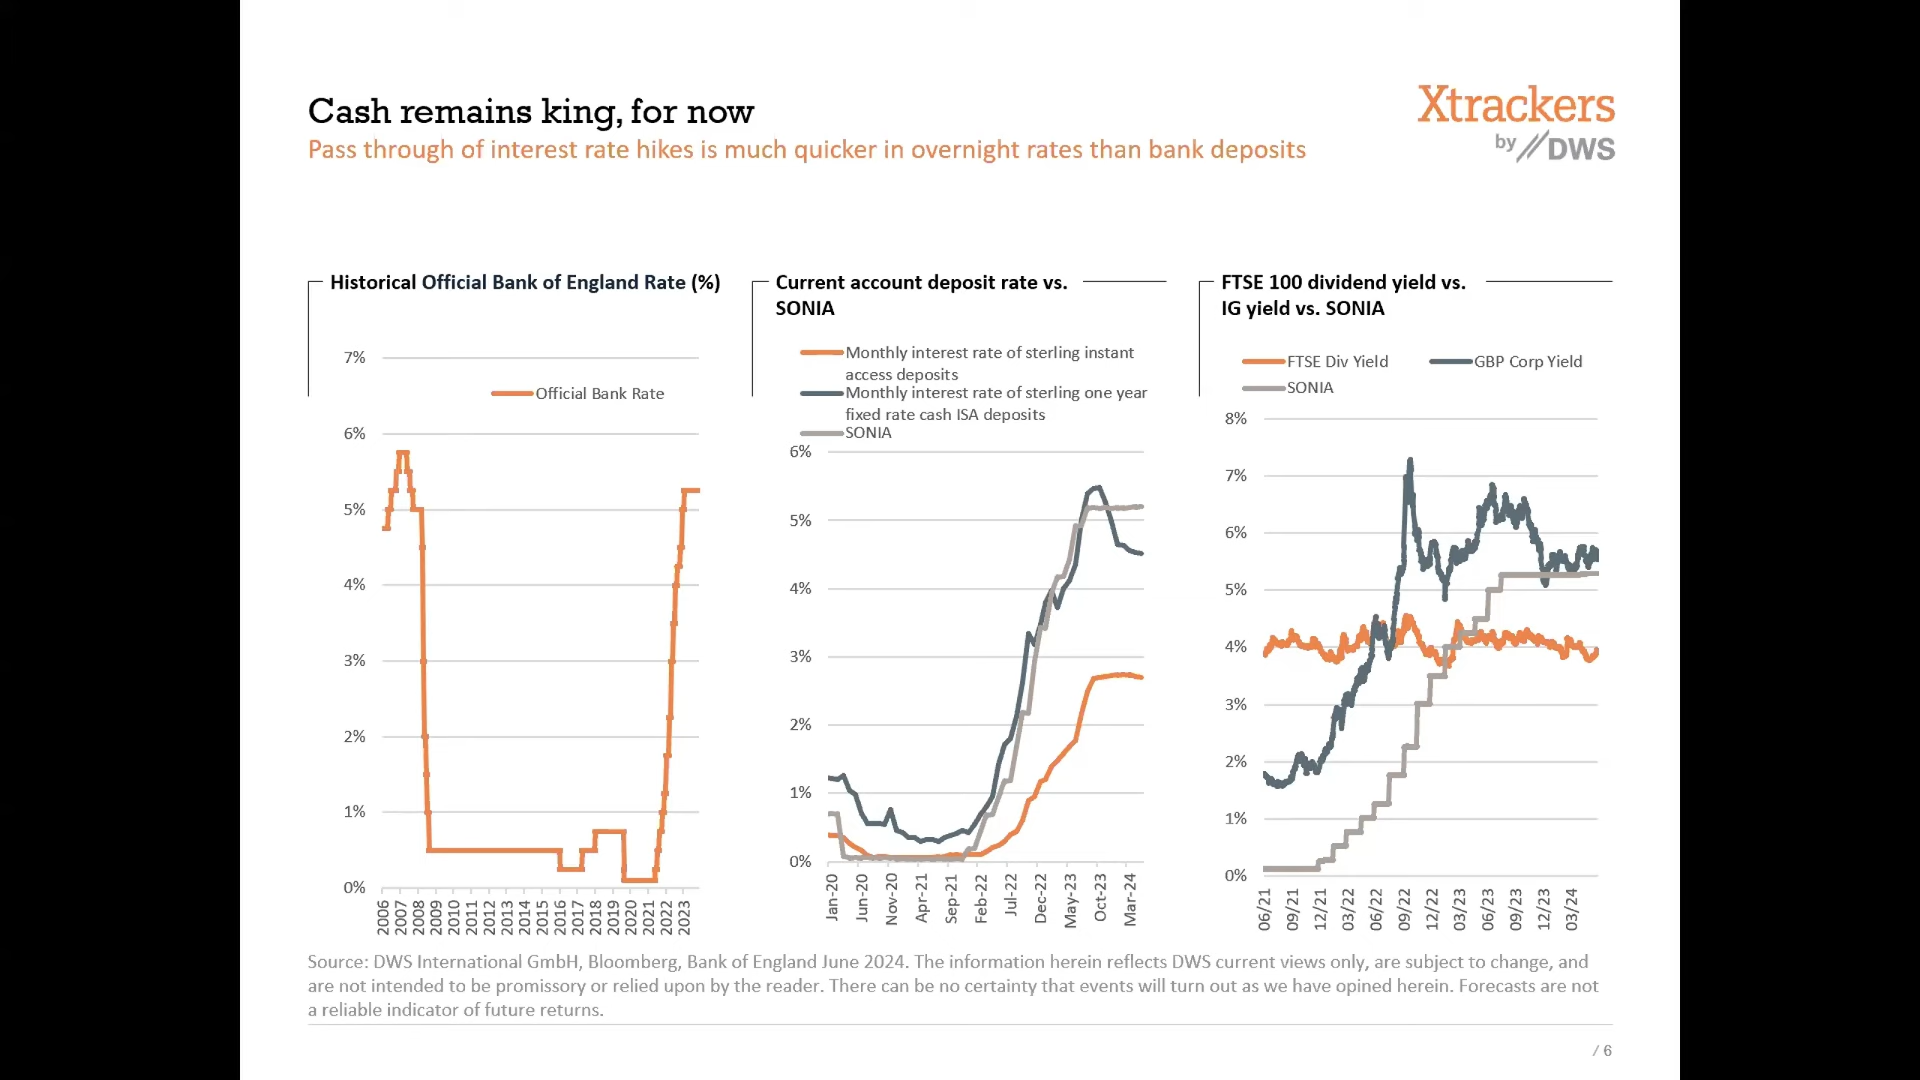 Cash remains king, for now
Pass through of interest rate hikes is much quicker in overnight rates than bank deposits
Xtrackers
by //DWS
Historical Official Bank of England Rate (%)
7%
6%
5%
4%
3%
2%
1%
0%
Official Bank Rate
2006
2007
2008
2009
2010
2011
2012
2013
2014
2015
2016
2017
2018
2019
2020
2021
2022
2023
Current account deposit rate vs.
SONIA
Monthly interest rate of sterling instant
access deposits
Monthly interest rate of sterling one year
fixed rate cash ISA deposits
SONIA
6%
5%
4%
3%
2%
1%
0%
Jan-20
Jun-20
Nov-20
Apr-21
Sep-21
Feb-22
Jul-22
Dec-22
May-23
Oct-23
Mar-24
FTSE 100 dividend yield vs.
IG yield vs. SONIA
FTSE Div Yield
GBP Corp Yield
SONIA
8%
7%
6%
5%
4%
3%
2%
1%
0%
06/21
09/21
12/21
03/22
06/22
09/22
12/22
03/23
06/23
09/23
12/23
03/24
Source: DWS International GmbH, Bloomberg, Bank of England June 2024. The information herein reflects DWS current views only, are subject to change, and
are not intended to be promissory or relied upon by the reader. There can be no certainty that events will turn out as we have opined herein. Forecasts are not
a reliable indicator of future returns.
/ 6